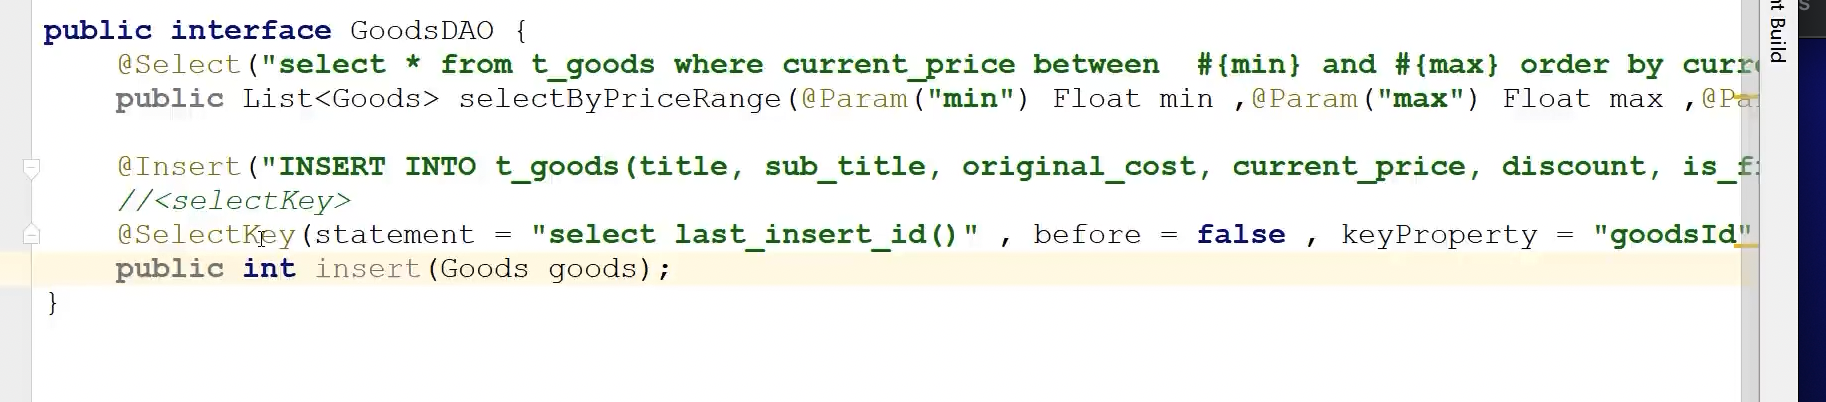 public interface GoodsDAO {
@Select("select * from t_goods where current_price between  #{min} and #{max} order by curre
public List<Goods> selectByPriceRange(@Param("min") Float min ,@Param("max") Float max ,@Par
@Insert("INSERT INTO t_goods(title, sub_title, original_cost, current_price, discount, is_f
//<selectKey>
@SelectKey(statement = "select last_insert_id()" , before = false , keyProperty = "goodsId"
public int insert(Goods goods);
}
nt Build